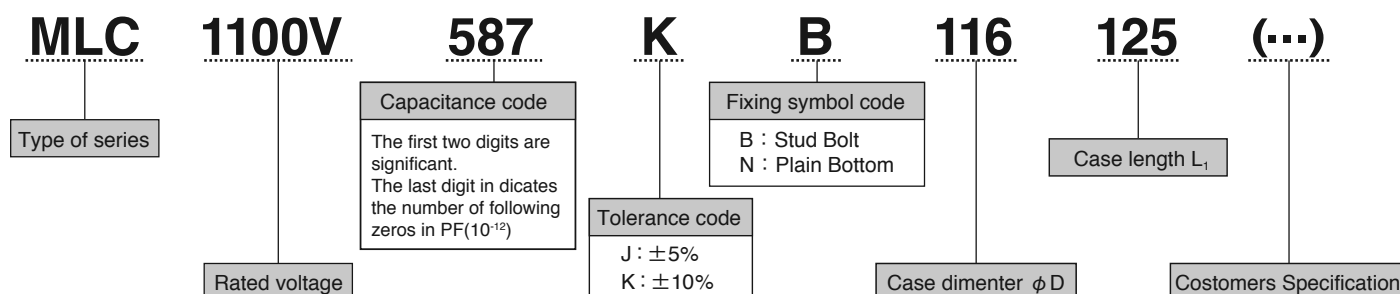 MLC 1100V 587 K B 116 125 (···)
Type of series
Rated voltage
Capacitance code
The first two digits are
significant.
The last digit in dicates
the number of following
zeros in PF(10⁻¹²)
Tolerance code
J：±5%
K：±10%
Fixing symbol code
B：Stud Bolt
N：Plain Bottom
Case dimenter φD
Case length L₁
Costomers Specification